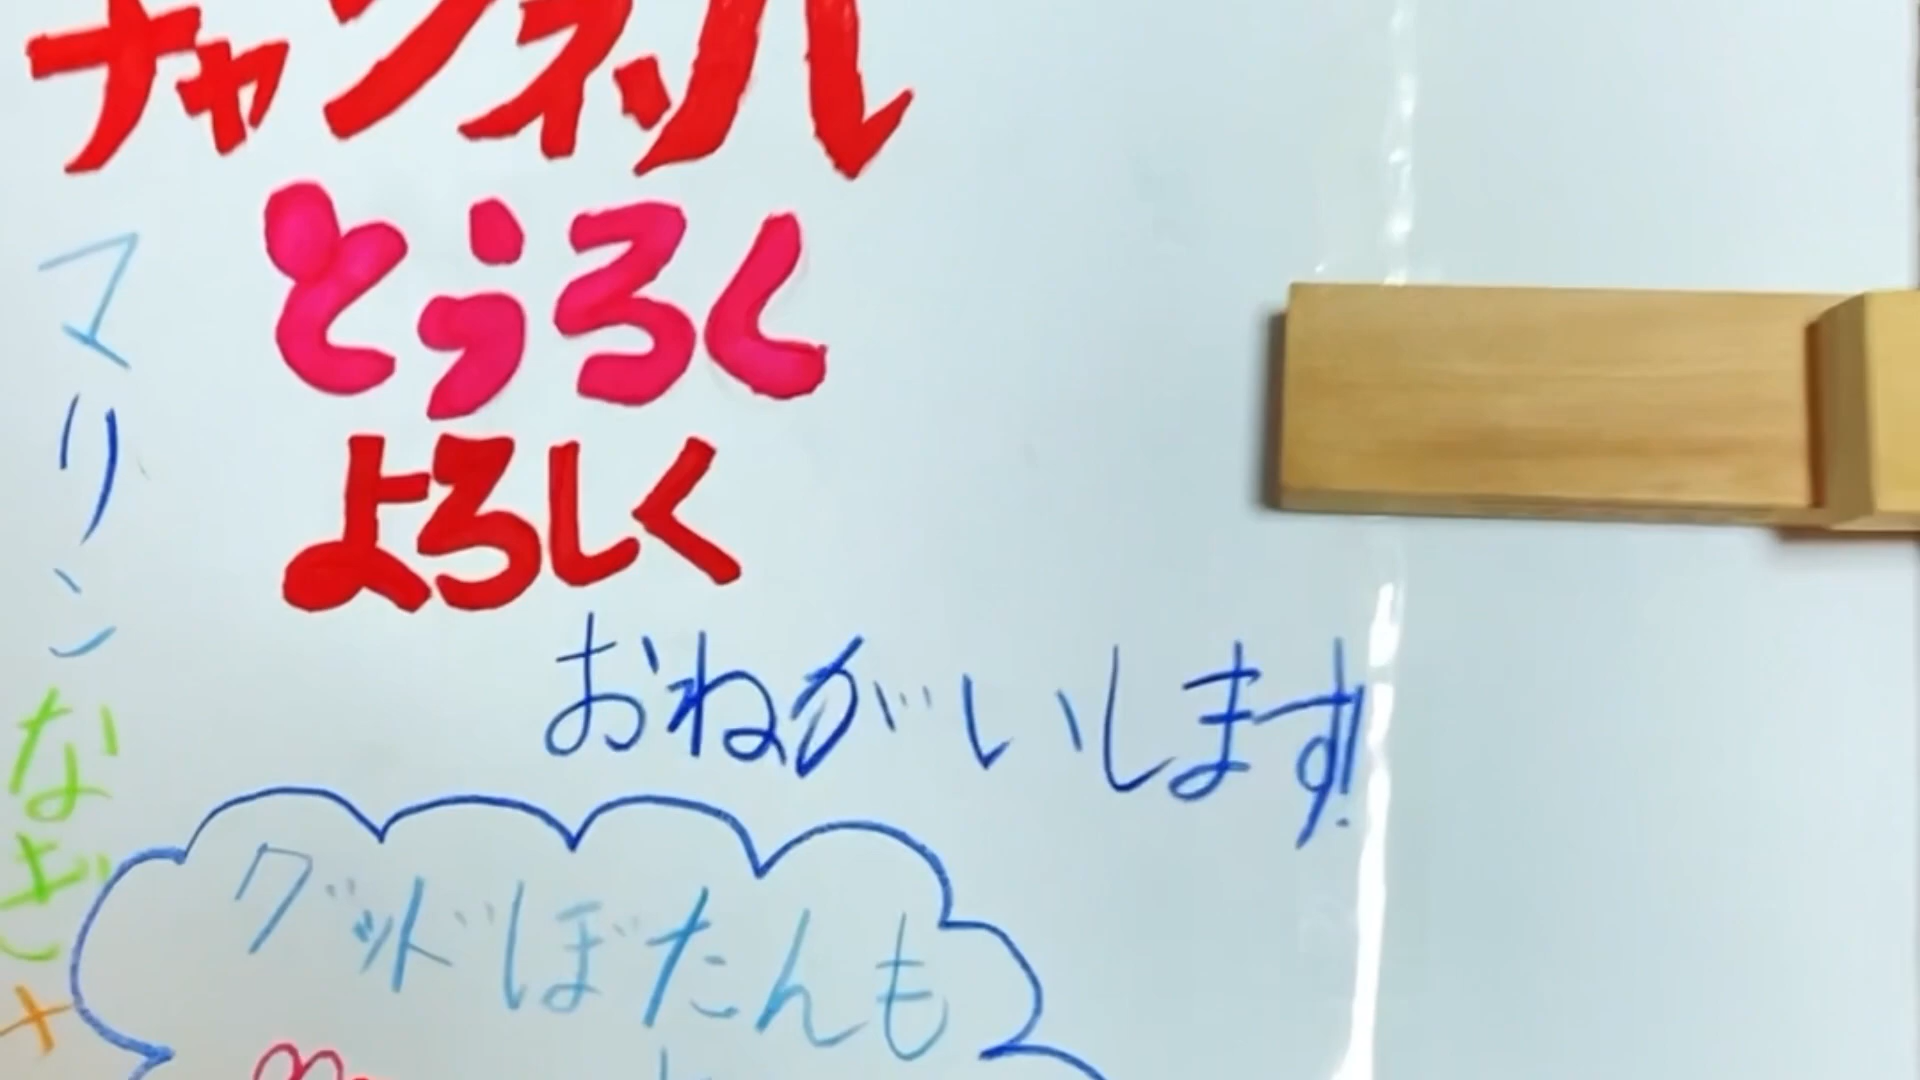 チャンネル
とうろく
よろしく
おねがいします!
マリン
グッドぼたんも